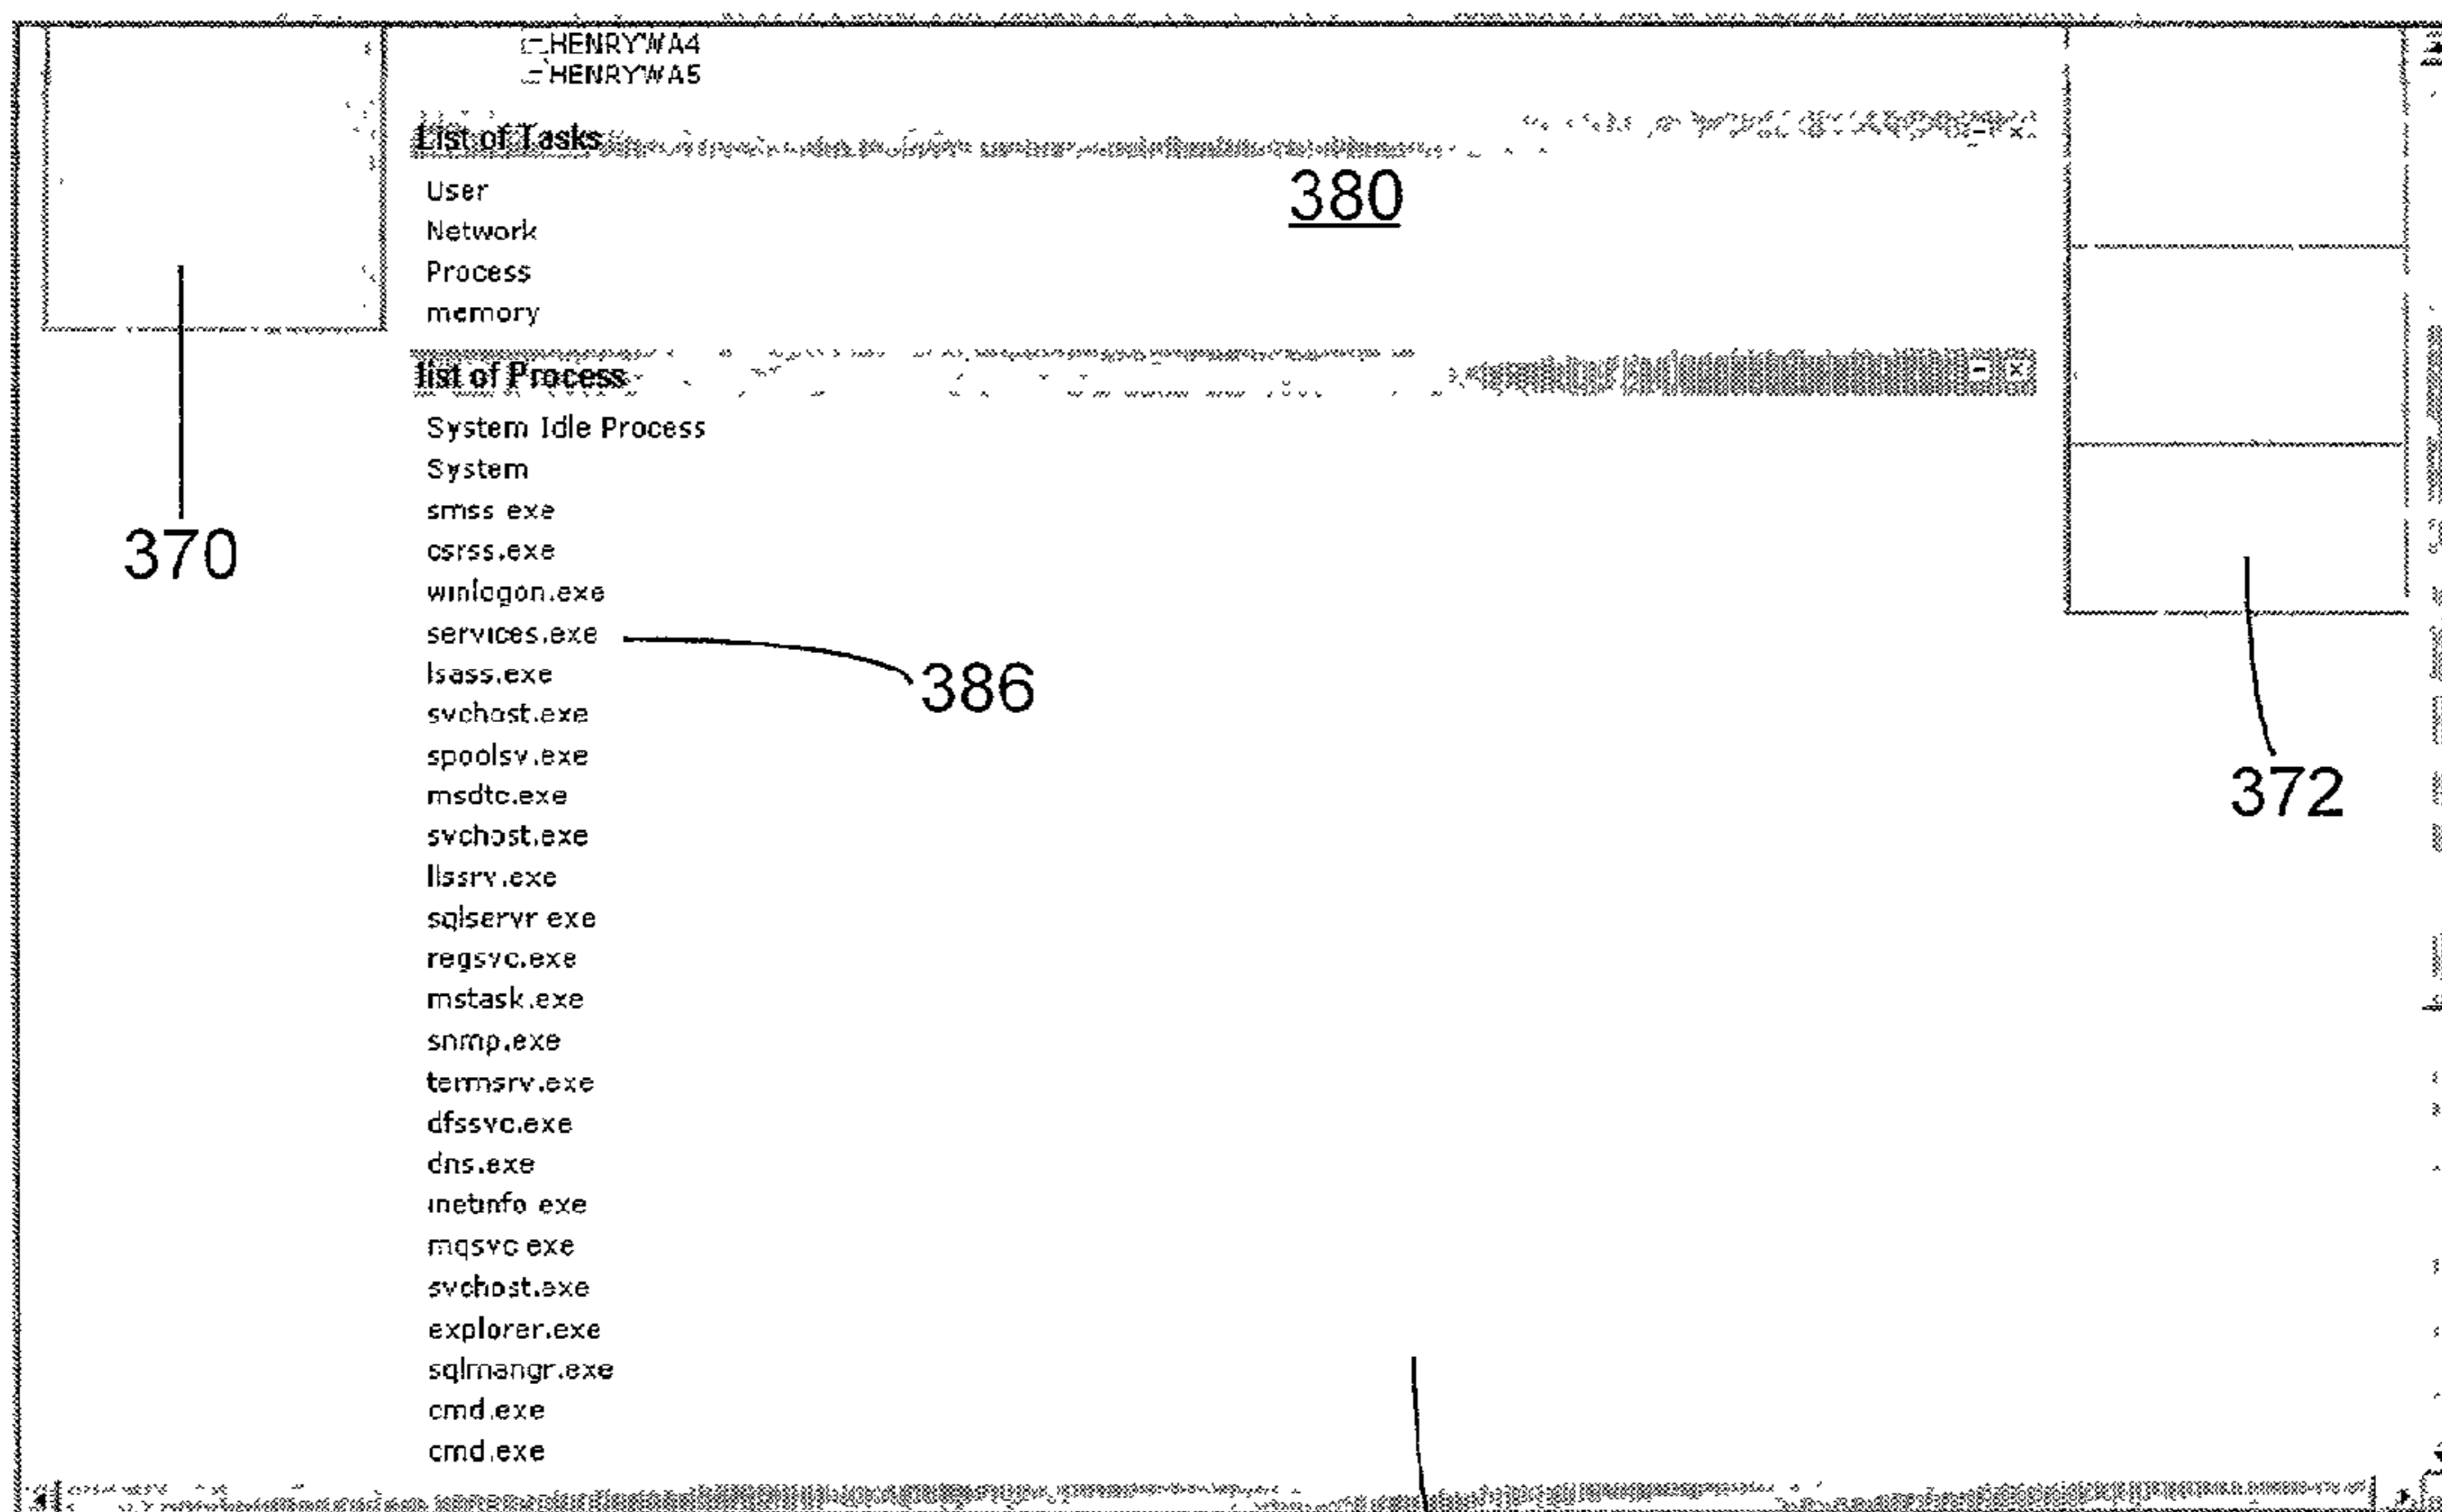 HENRYWA4
HENRYWA5
List of Tasks
380
User
Network
Process
memory
list of Process
System Idle Process
System
smss exe
csrss.exe
370
winlogon.exe
services.exe
386
lsass.exe
svchost.exe
spoolsv.exe
372
msdtc.exe
svchost.exe
llssrv.exe
sqlservr exe
regsvc.exe
mstask.exe
snmp.exe
termsrv.exe
dfssvc.exe
dns.exe
inetinfo exe
mqsvc exe
svchost.exe
explorer.exe
sqlmangr.exe
cmd.exe
cmd.exe